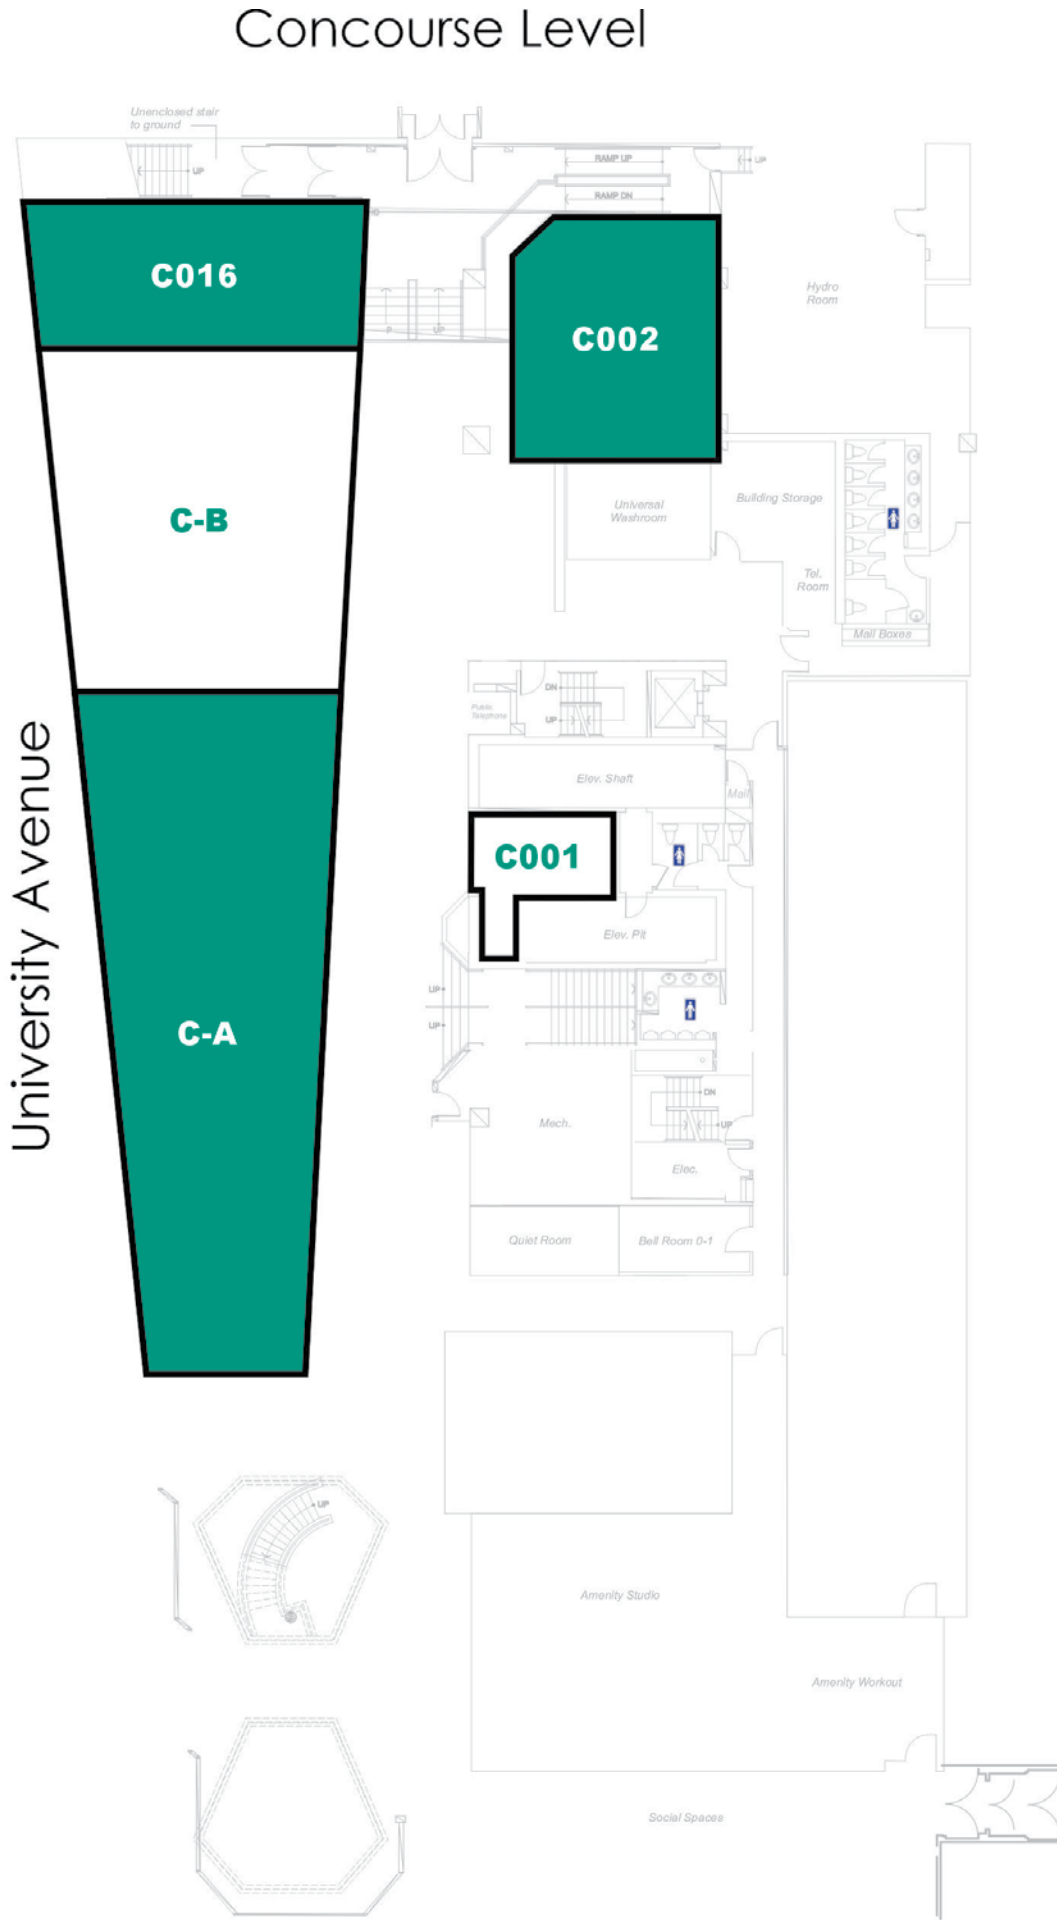 Concourse Level
Unenclosed stair
to ground
UP
RAMP UP
UP
RAMP DN
C016
Hydro
Room
P
UP
C002
C-B
Universal
Washroom
Building Storage
Tel.
Room
Mail Boxes
DN
UP
Public
Telephone
Elev. Shaft
Mail
C001
Elev. Pit
University Avenue
UP
UP
C-A
DN
UP
Mech.
Elec.
Quiet Room
Bell Room 0-1
UP
Amenity Studio
Amenity Workout
Social Spaces